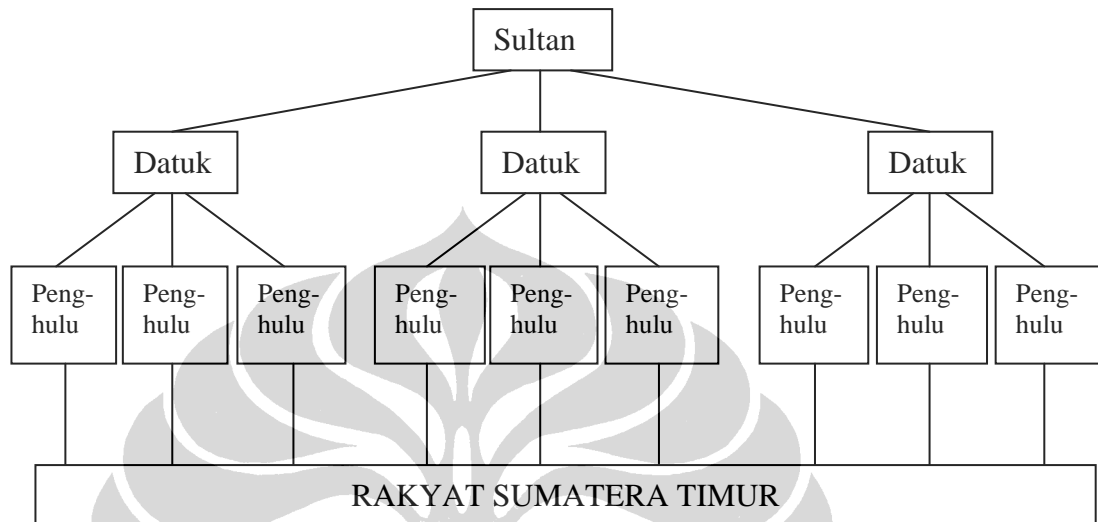 Sultan
Datuk Datuk Datuk
Peng-
hulu
Peng-
hulu
Peng-
hulu
Peng-
hulu
Peng-
hulu
Peng-
hulu
Peng-
hulu
Peng-
hulu
Peng-
hulu
RAKYAT SUMATERA TIMUR